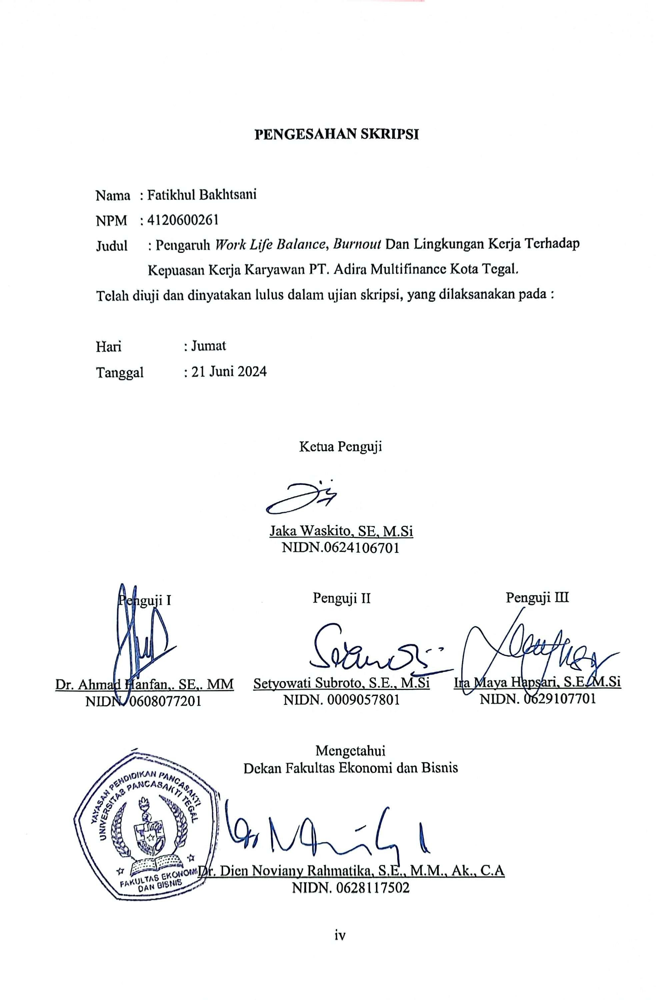 PENGESAHAN SKRIPSI
Nama : Fatikhul Bakhtsani
NPM : 4120600261
Judul : Pengaruh Work Life Balance, Burnout Dan Lingkungan Kerja Terhadap
Kepuasan Kerja Karyawan PT. Adira Multifinance Kota Tegal.
Telah diuji dan dinyatakan lulus dalam ujian skripsi, yang dilaksanakan pada :
Hari : Jumat
Tanggal : 21 Juni 2024
Ketua Penguji
Jaka Waskito, SE, M.Si
NIDN.0624106701
Penguji I Penguji II Penguji III
Dr. Ahmad Hanfan,. SE,. MM Setyowati Subroto, S.E., M.Si Ira Maya Hapsari, S.E. M.Si
NIDN. 0608077201 NIDN. 0009057801 NIDN. 0629107701
Mengetahui
Dekan Fakultas Ekonomi dan Bisnis
YAYASAN PENDIDIKAN PANCASAKTI
UNIVERSITAS PANCASAKTI TEGAL
FAKULTAS EKONOMI
DAN BISNIS
Dr. Dien Noviany Rahmatika, S.E., M.M., Ak., C.A
NIDN. 0628117502
iv